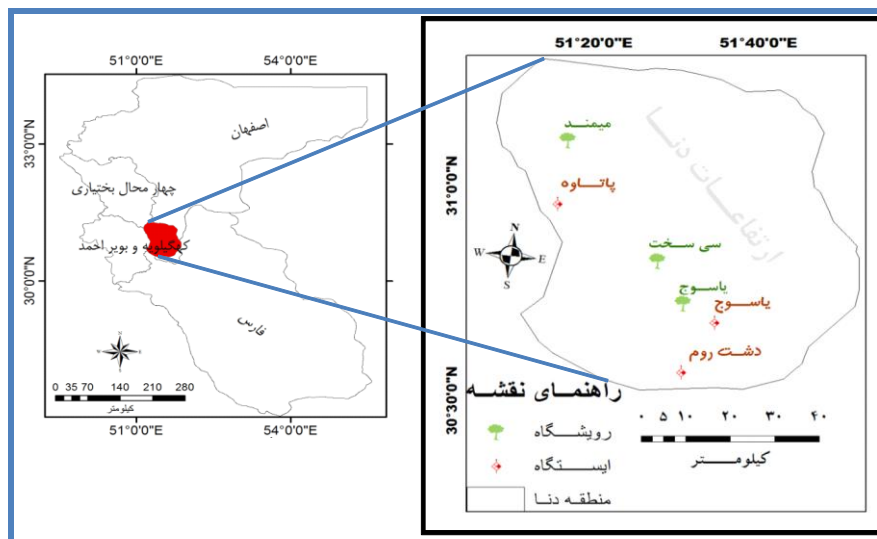 51°0'0"E 54°0'0"E
33°0'0"N
30°0'0"N
اصفهان
چهار محال بختیاری
کهگیلویه و بویر احمد
فارس
0 35 70 140 210 280
کیلومتر
51°0'0"E 54°0'0"E
51°20'0"E 51°40'0"E
31°0'0"N
30°30'0"N
میمند
ارتفاعات دنا
پاتاوه
N
W E
S
سی سخت
یاسوج
یاسوج
دشت روم
راهنمای نقشه
رویشگاه
ایستگاه
منطقه دنا
۰ ۵ ۱۰ ۲۰ ۳۰ ۴۰
کیلومتر